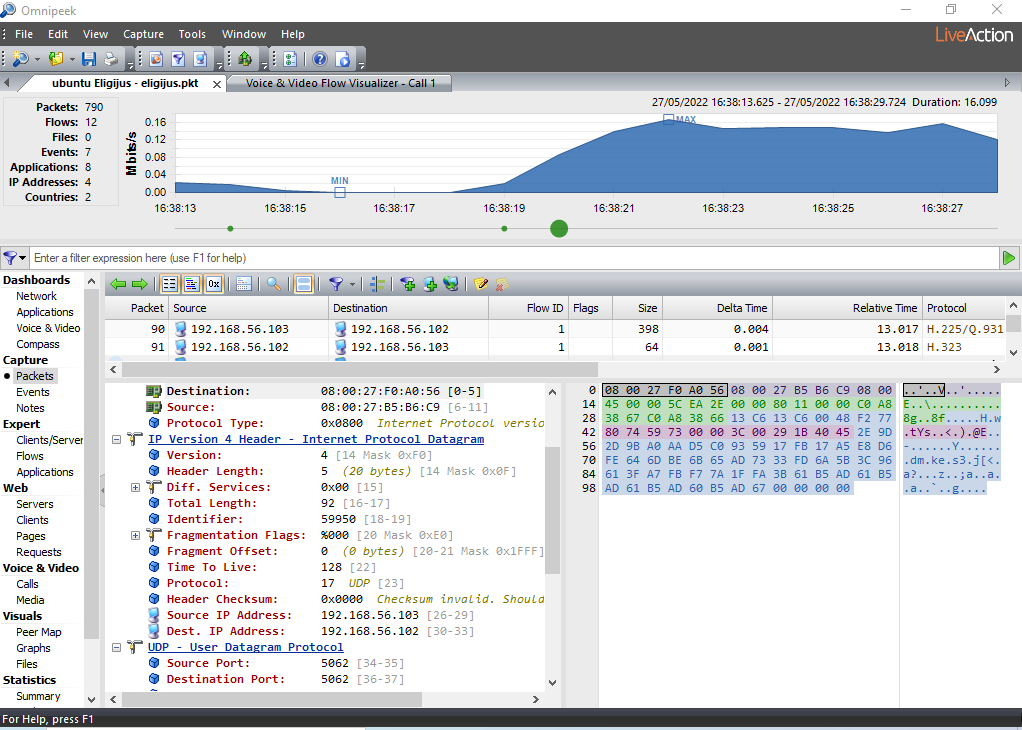 Omnipeek
File Edit View Capture Tools Window Help
LiveAction
ubuntu Eligijus - eligijus.pkt
Voice & Video Flow Visualizer - Call 1
Packets: 790
Flows: 12
Files: 0
Events: 7
Applications: 8
IP Addresses: 4
Countries: 2
27/05/2022 16:38:13.625 - 27/05/2022 16:38:29.724 Duration: 16.099
Mbits/s
0.16
0.12
0.08
0.04
0.00
MIN
MAX
16:38:13 16:38:15 16:38:17 16:38:19 16:38:21 16:38:23 16:38:25 16:38:27
Enter a filter expression here (use F1 for help)
Dashboards
Network
Applications
Voice & Video
Compass
Capture
Packets
Events
Notes
Expert
Clients/Server
Flows
Applications
Web
Servers
Clients
Pages
Requests
Voice & Video
Calls
Media
Visuals
Peer Map
Graphs
Files
Statistics
Summary
0x
Packet Source Destination Flow ID Flags Size Delta Time Relative Time Protocol
90 192.168.56.103 192.168.56.102 1 398 0.004 13.017 H.225/Q.931
91 192.168.56.102 192.168.56.103 1 64 0.001 13.018 H.323
Destination: 08:00:27:F0:A0:56 [0-5]
Source: 08:00:27:B5:B6:C9 [6-11]
Protocol Type: 0x0800 Internet Protocol versio
IP Version 4 Header - Internet Protocol Datagram
Version: 4 [14 Mask 0xF0]
Header Length: 5 (20 bytes) [14 Mask 0x0F]
Diff. Services: 0x00 [15]
Total Length: 92 [16-17]
Identifier: 59950 [18-19]
Fragmentation Flags: %000 [20 Mask 0xE0]
Fragment Offset: 0 (0 bytes) [20-21 Mask 0x1FFF]
Time To Live: 128 [22]
Protocol: 17 UDP [23]
Header Checksum: 0x0000 Checksum invalid. Should
Source IP Address: 192.168.56.103 [26-29]
Dest. IP Address: 192.168.56.102 [30-33]
UDP - User Datagram Protocol
Source Port: 5062 [34-35]
Destination Port: 5062 [36-37]
0 08 00 27 F0 A0 56 08 00 27 B5 B6 C9 08 00 ..'..V..'.....
14 45 00 00 5C EA 2E 00 00 80 11 00 00 C0 A8 E..\..........
28 38 67 C0 A8 38 66 13 C6 13 C6 00 48 F2 77 8g..8f.....H.w
42 80 74 59 73 00 00 3C 00 29 1B 40 45 2E 9D .tYs..<.).@E..
56 2D 9B A0 AA D5 C0 93 59 17 FB 17 A5 E8 D6 -......Y......
70 FE 64 6D BE 6B 65 AD 73 33 FD 6A 5B 3C 96 .dm.ke.s3.j[<.
84 61 3F A7 FB F7 7A 1F FA 3B 61 B5 AD 61 B5 a?...z..;a..a.
98 AD 61 B5 AD 60 B5 AD 67 00 00 00 00 .a..`..g....
For Help, press F1